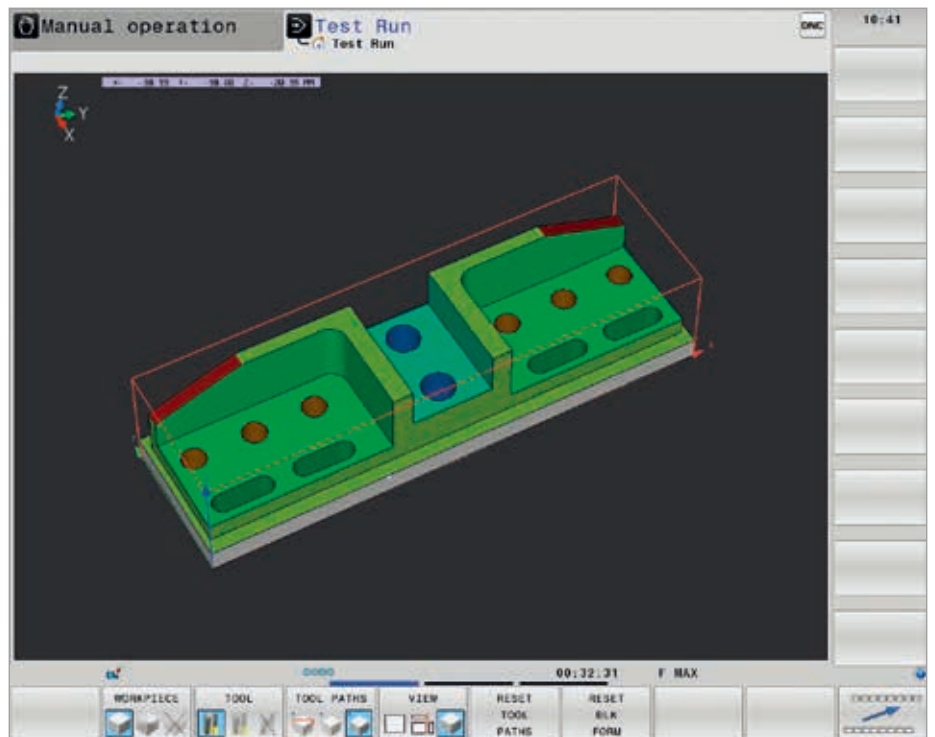 Manual operation
Test Run
Test Run
DNC
10:41
Z
Y
X
00:32:31 F MAX
WORKPIECE
TOOL
TOOL PATHS
VIEW
RESET
TOOL
PATHS
RESET
BLK
FORM